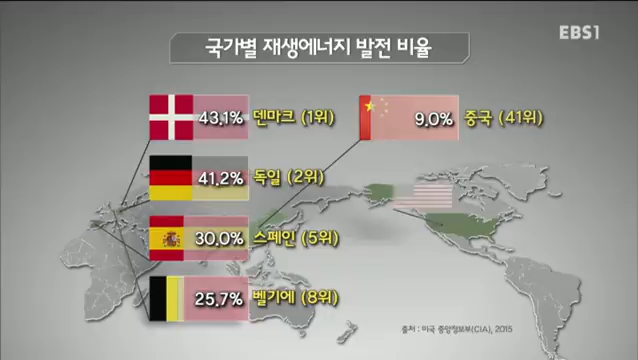 EBS1
국가별 재생에너지 발전 비율
43.1% 덴마크 (1위)
9.0% 중국 (41위)
41.2% 독일 (2위)
30.0% 스페인 (5위)
25.7% 벨기에 (8위)
출처 : 미국 중앙정보부(CIA), 2015